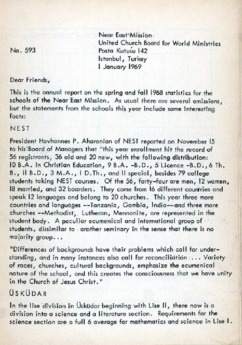 Near East Mission
United Church Board for World Ministries
No. 593 Posta Kutusu 142
Istanbul, Turkey
1 January 1969
Dear Friends,
This is the annual report on the spring and fall 1968 statistics for the
schools of the Near East Mission. As usual there are several omissions,
but the statements from the schools this year include some interesting
facts:
NEST
President Hovhannes P. Aharonian of NEST reported on November 15
to his Board of Managers that "this year enrollment hit the record of
56 registrants, 36 old and 20 new, with the following distribution:
10 B.A. in Christian Education, 9 B.A. -B.D., 5 Licence -B.D., 6 Th.
B., 11 B.D., 3 M.A., 1 D.Th., and 11 special, besides 79 college
students taking NEST courses. Of the 56, forty-four are men, 12 women,
18 married, and 32 boarders. They come from 16 different countries and
speak 12 languages and belong to 20 churches. This year three more
countries and languages --Tanzania, Gambia, India--and three more
churches --Methodist, Lutheran, Mennonite, are represented in the
student body. A peculiar ecumenical and international group of
students, dissimilar to another seminary in the sense that there is no
majority group...
"Differences of backgrounds have their problems which call for under-
standing, and in many instances also call for reconciliation .... Variety
of races, churches, cultural backgrounds, emphasize the ecumenical
nature of the school, and this creates the consciousness that we have unity
in the Church of Jesus Christ."
ÜSKÜDAR
In the lise division in Üsküdar beginning with Lise II, there now is a
division into a science and a literature section. Requirements for the
science section are a full 6 average for mathematics and science in Lise I.